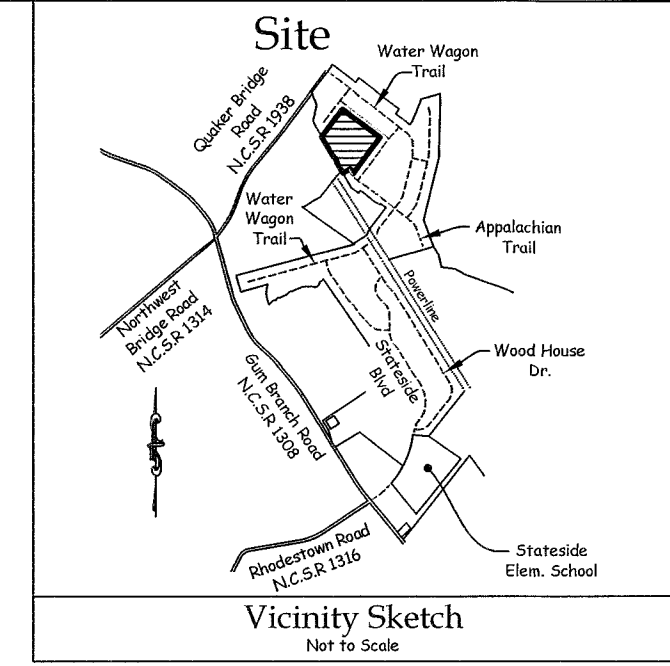 Site
Water Wagon
Trail
Quaker Bridge
Road
N.C.S.R 1938
Water
Wagon
Trail
Appalachian
Trail
Northwest
Bridge Road
N.C.S.R 1314
Powerline
Wood House
Dr.
Stateside
Blvd
Gum Branch Road
N.C.S.R 1308
Rhodestown Road
N.C.S.R 1316
Stateside
Elem. School
Vicinity Sketch
Not to Scale